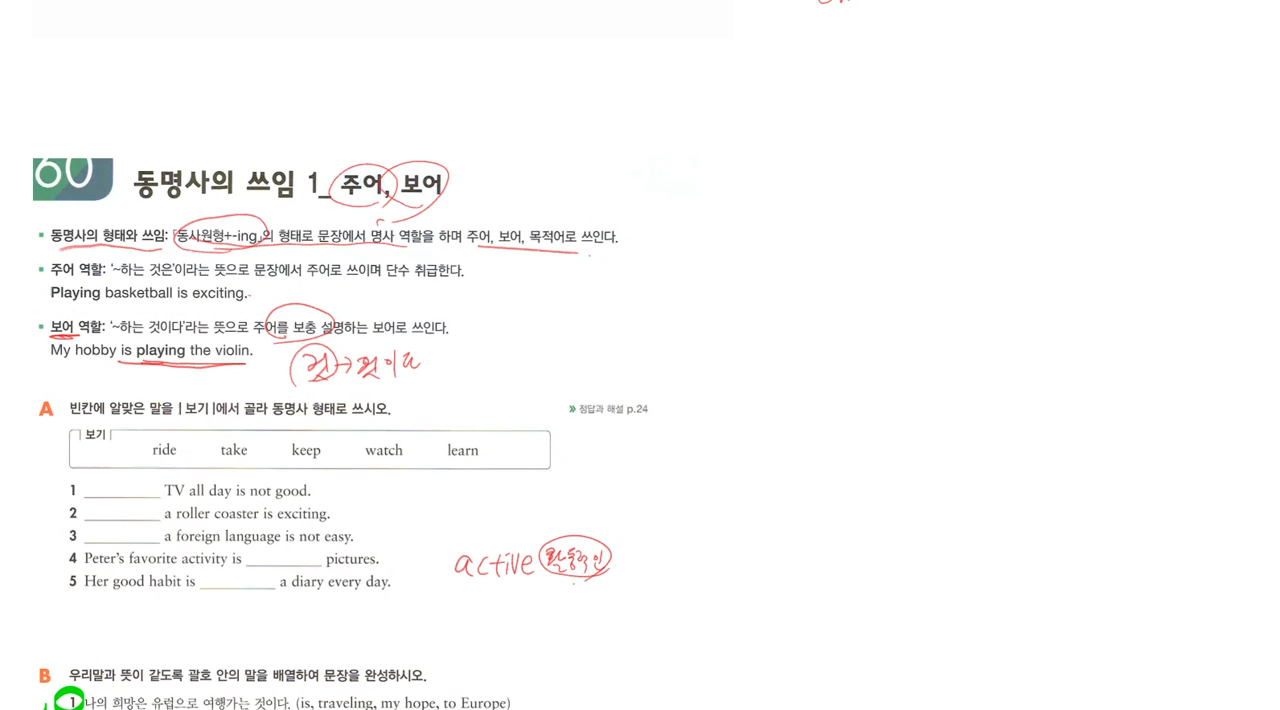 60 동명사의 쓰임 1_ 주어, 보어
동명사의 형태와 쓰임: 「동사원형+-ing」의 형태로 문장에서 명사 역할을 하며 주어, 보어, 목적어로 쓰인다.
주어 역할: '~하는 것은'이라는 뜻으로 문장에서 주어로 쓰이며 단수 취급한다.
Playing basketball is exciting.
보어 역할: '~하는 것이다'라는 뜻으로 주어를 보충 설명하는 보어로 쓰인다.
My hobby is playing the violin.
A 빈칸에 알맞은 말을 |보기|에서 골라 동명사 형태로 쓰시오.
정답과 해설 p.24
보기
ride take keep watch learn
1 __________ TV all day is not good.
2 __________ a roller coaster is exciting.
3 __________ a foreign language is not easy.
4 Peter's favorite activity is __________ pictures.
active 활동적인
5 Her good habit is __________ a diary every day.
B 우리말과 뜻이 같도록 괄호 안의 말을 배열하여 문장을 완성하시오.
1 나의 희망은 유럽으로 여행가는 것이다. (is, traveling, my hope, to Europe)